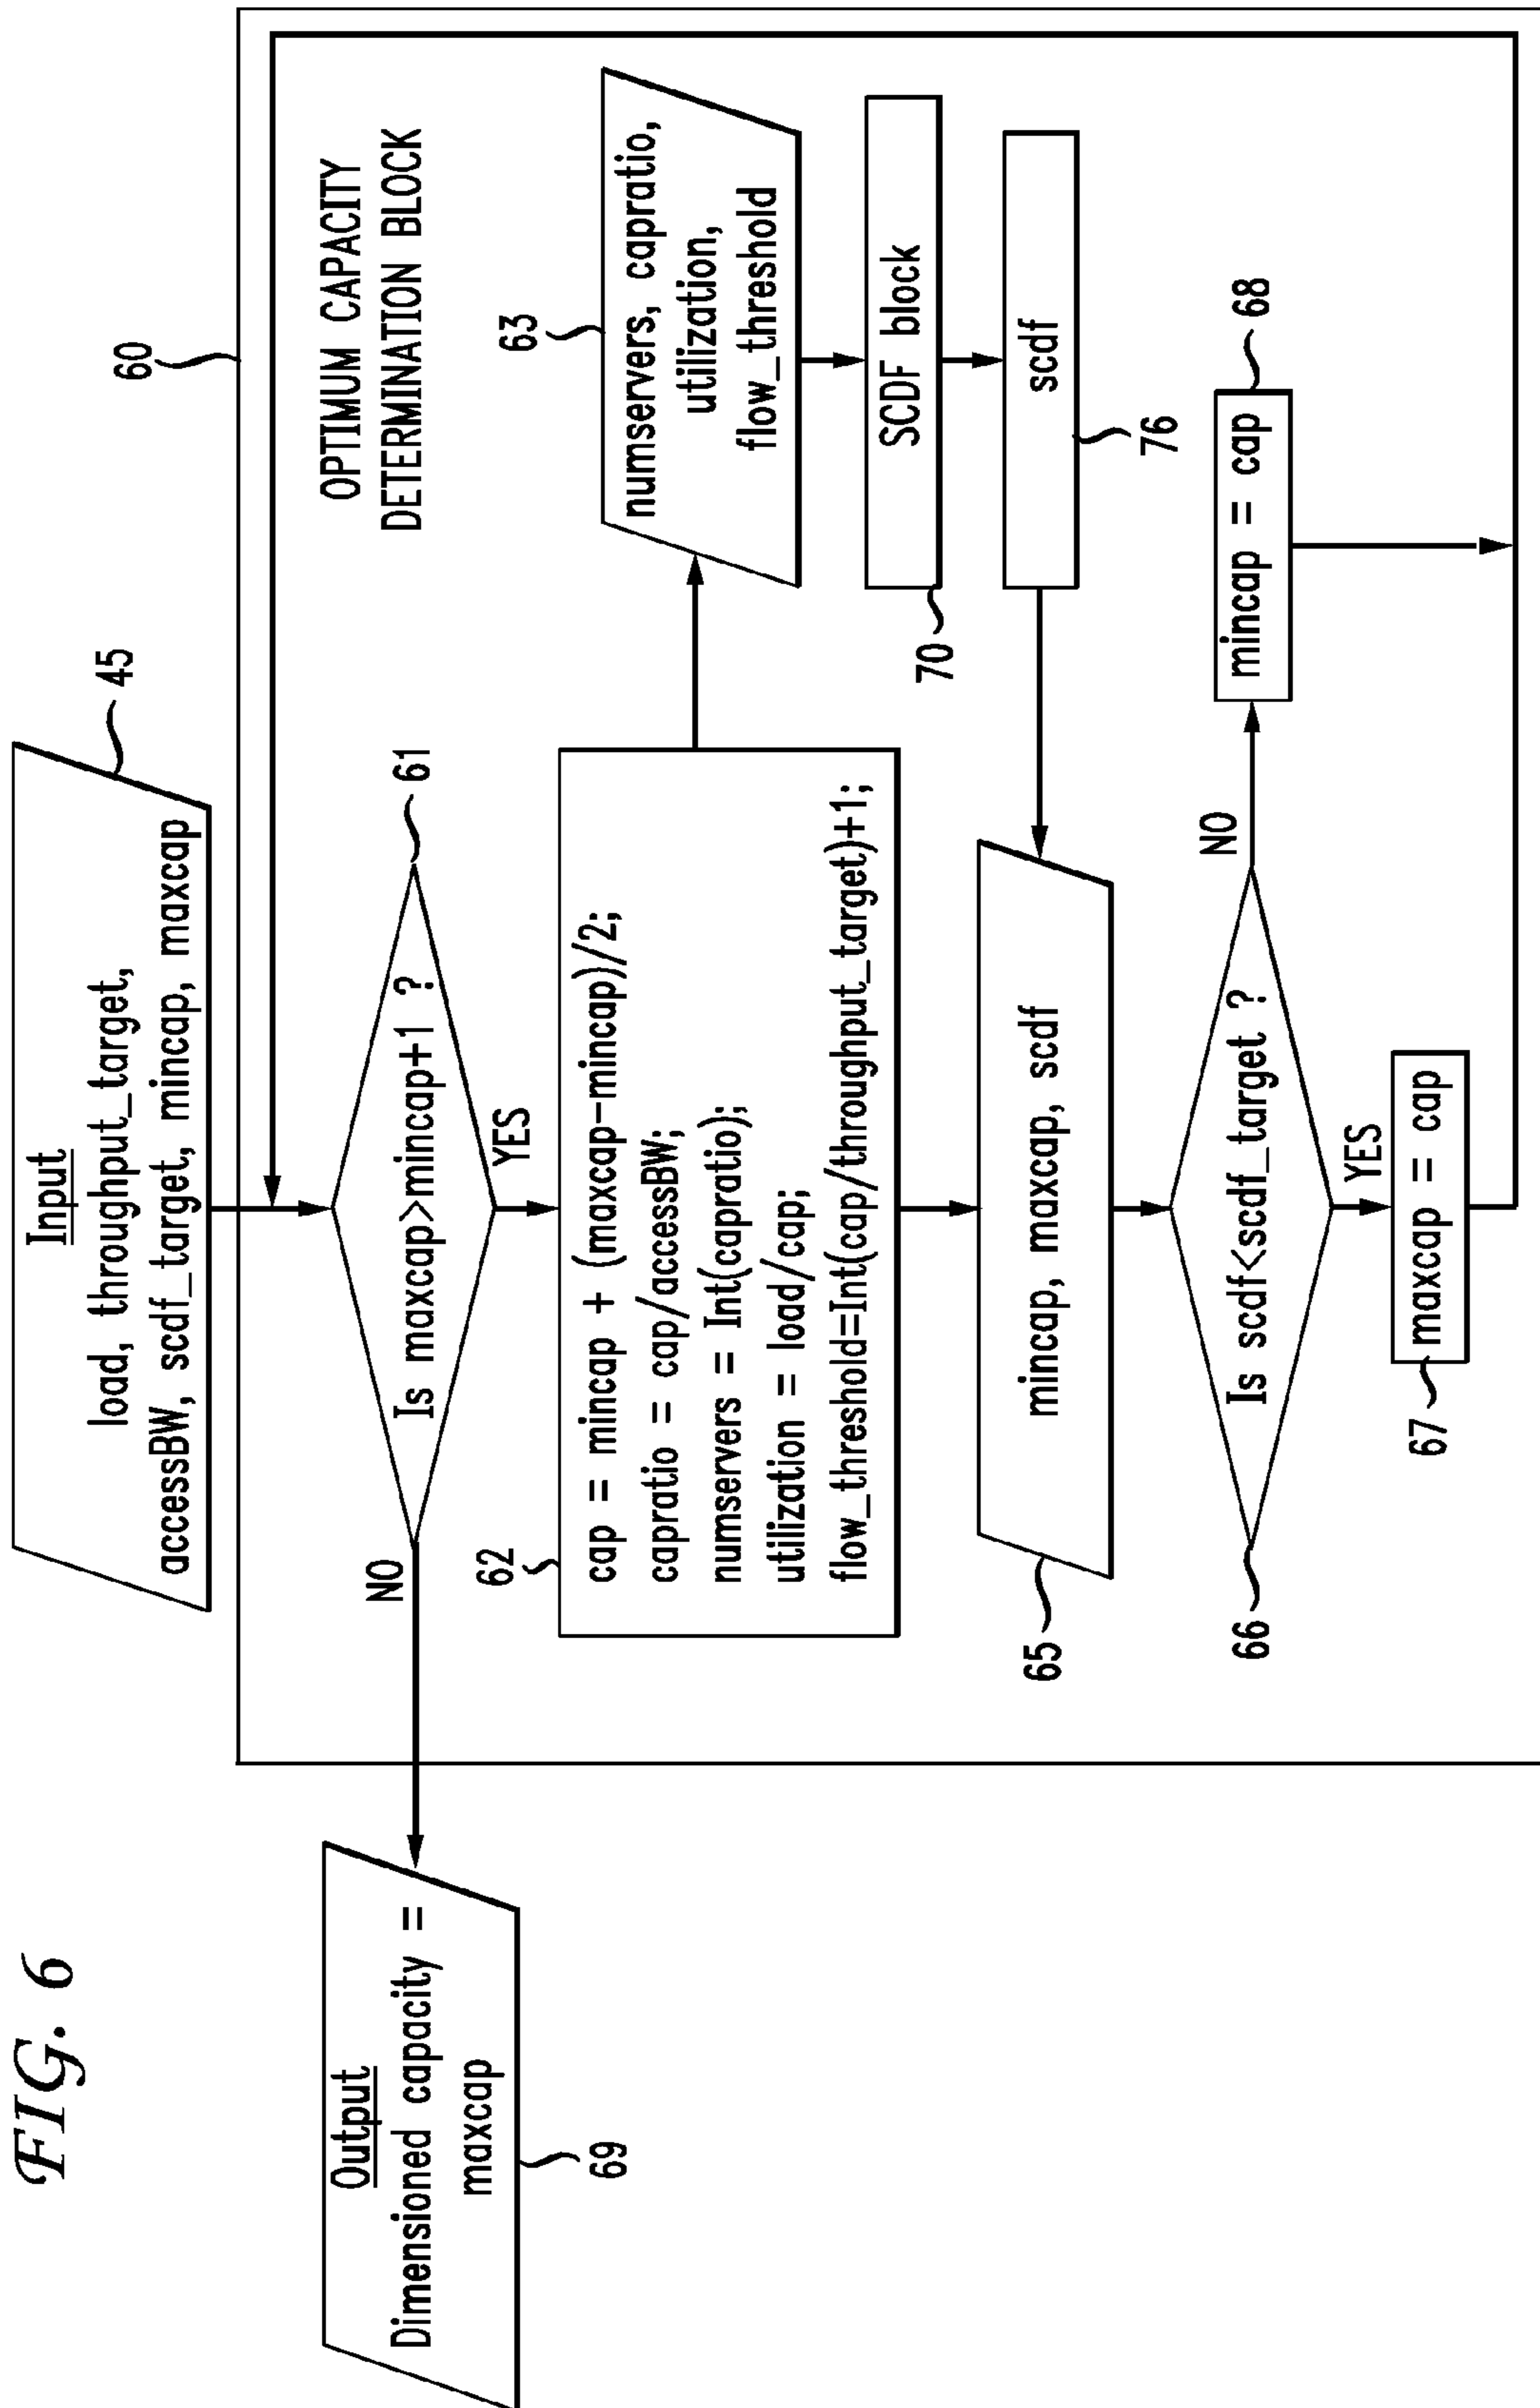 FIG. 6
Input
load, throughput_target,
accessBW, scdf_target, mincap, maxcap
45
60
OPTIMUM CAPACITY
DETERMINATION BLOCK
Is maxcap>mincap+1 ?
61
NO
YES
Output
Dimensioned capacity =
maxcap
69
62
cap = mincap + (maxcap-mincap)/2;
capratio = cap/accessBW;
numservers = Int(capratio);
utilization = load/cap;
flow_threshold=Int(cap/throughput_target)+1;
63
numservers, capratio,
utilization,
flow_threshold
SCDF block
70
scdf
76
mincap, maxcap, scdf
65
Is scdf<scdf_target ?
66
NO
YES
mincap = cap
68
maxcap = cap
67